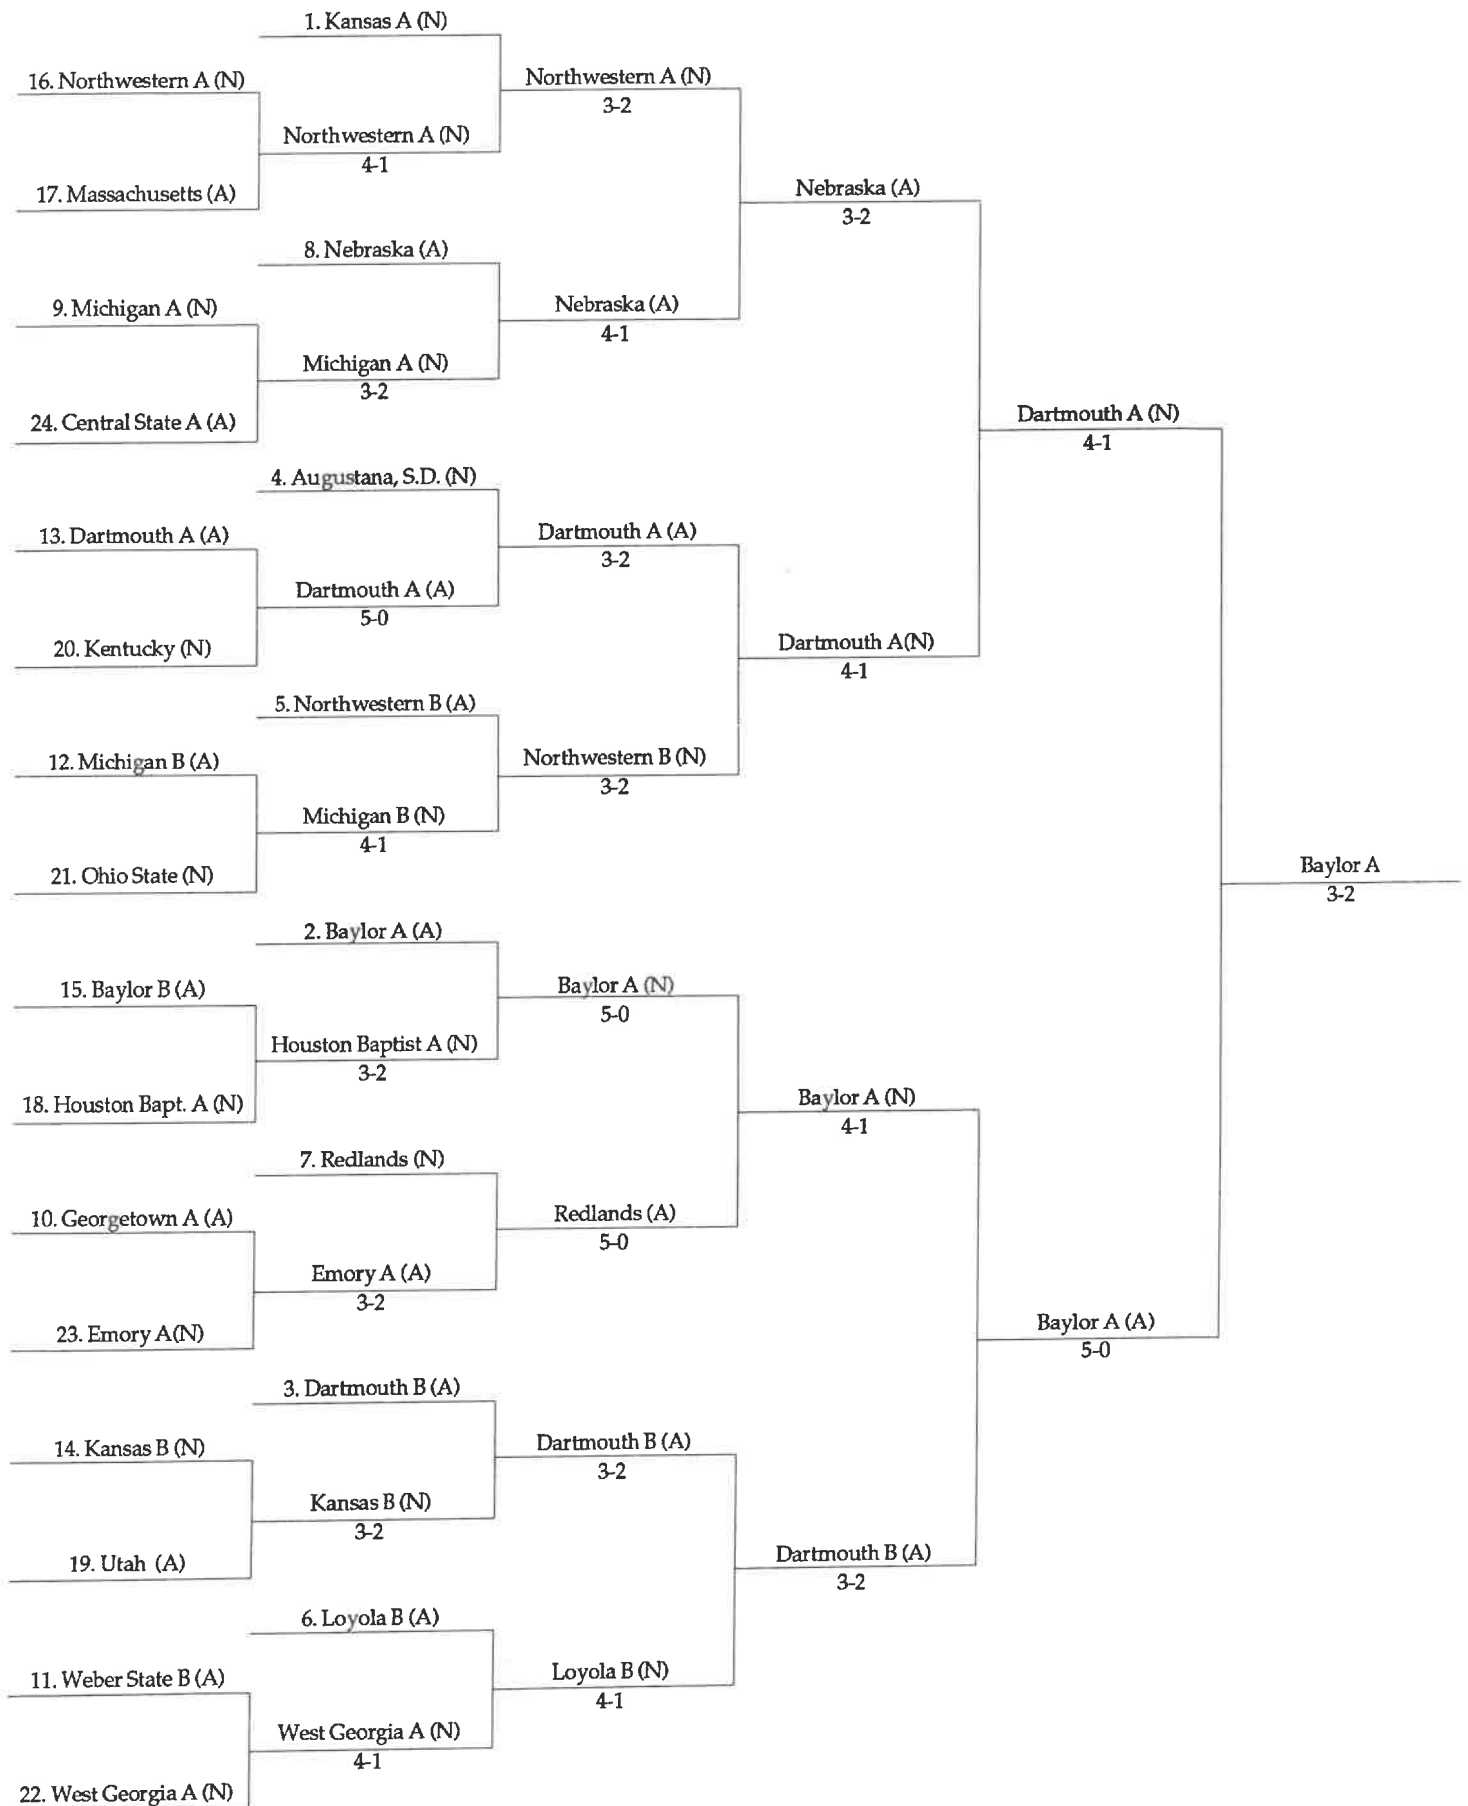 1. Kansas A (N)
16. Northwestern A (N)
Northwestern A (N)
3-2
Northwestern A (N)
4-1
17. Massachusetts (A)
Nebraska (A)
3-2
8. Nebraska (A)
9. Michigan A (N)
Nebraska (A)
4-1
Michigan A (N)
3-2
24. Central State A (A)
Dartmouth A (N)
4-1
4. Augustana, S.D. (N)
13. Dartmouth A (A)
Dartmouth A (A)
3-2
Dartmouth A (A)
5-0
20. Kentucky (N)
Dartmouth A(N)
4-1
5. Northwestern B (A)
12. Michigan B (A)
Northwestern B (N)
3-2
Michigan B (N)
4-1
21. Ohio State (N)
Baylor A
3-2
2. Baylor A (A)
15. Baylor B (A)
Baylor A (N)
5-0
Houston Baptist A (N)
3-2
18. Houston Bapt. A (N)
Baylor A (N)
4-1
7. Redlands (N)
10. Georgetown A (A)
Redlands (A)
5-0
Emory A (A)
3-2
23. Emory A(N)
Baylor A (A)
5-0
3. Dartmouth B (A)
14. Kansas B (N)
Dartmouth B (A)
3-2
Kansas B (N)
3-2
19. Utah (A)
Dartmouth B (A)
3-2
6. Loyola B (A)
11. Weber State B (A)
Loyola B (N)
4-1
West Georgia A (N)
4-1
22. West Georgia A (N)